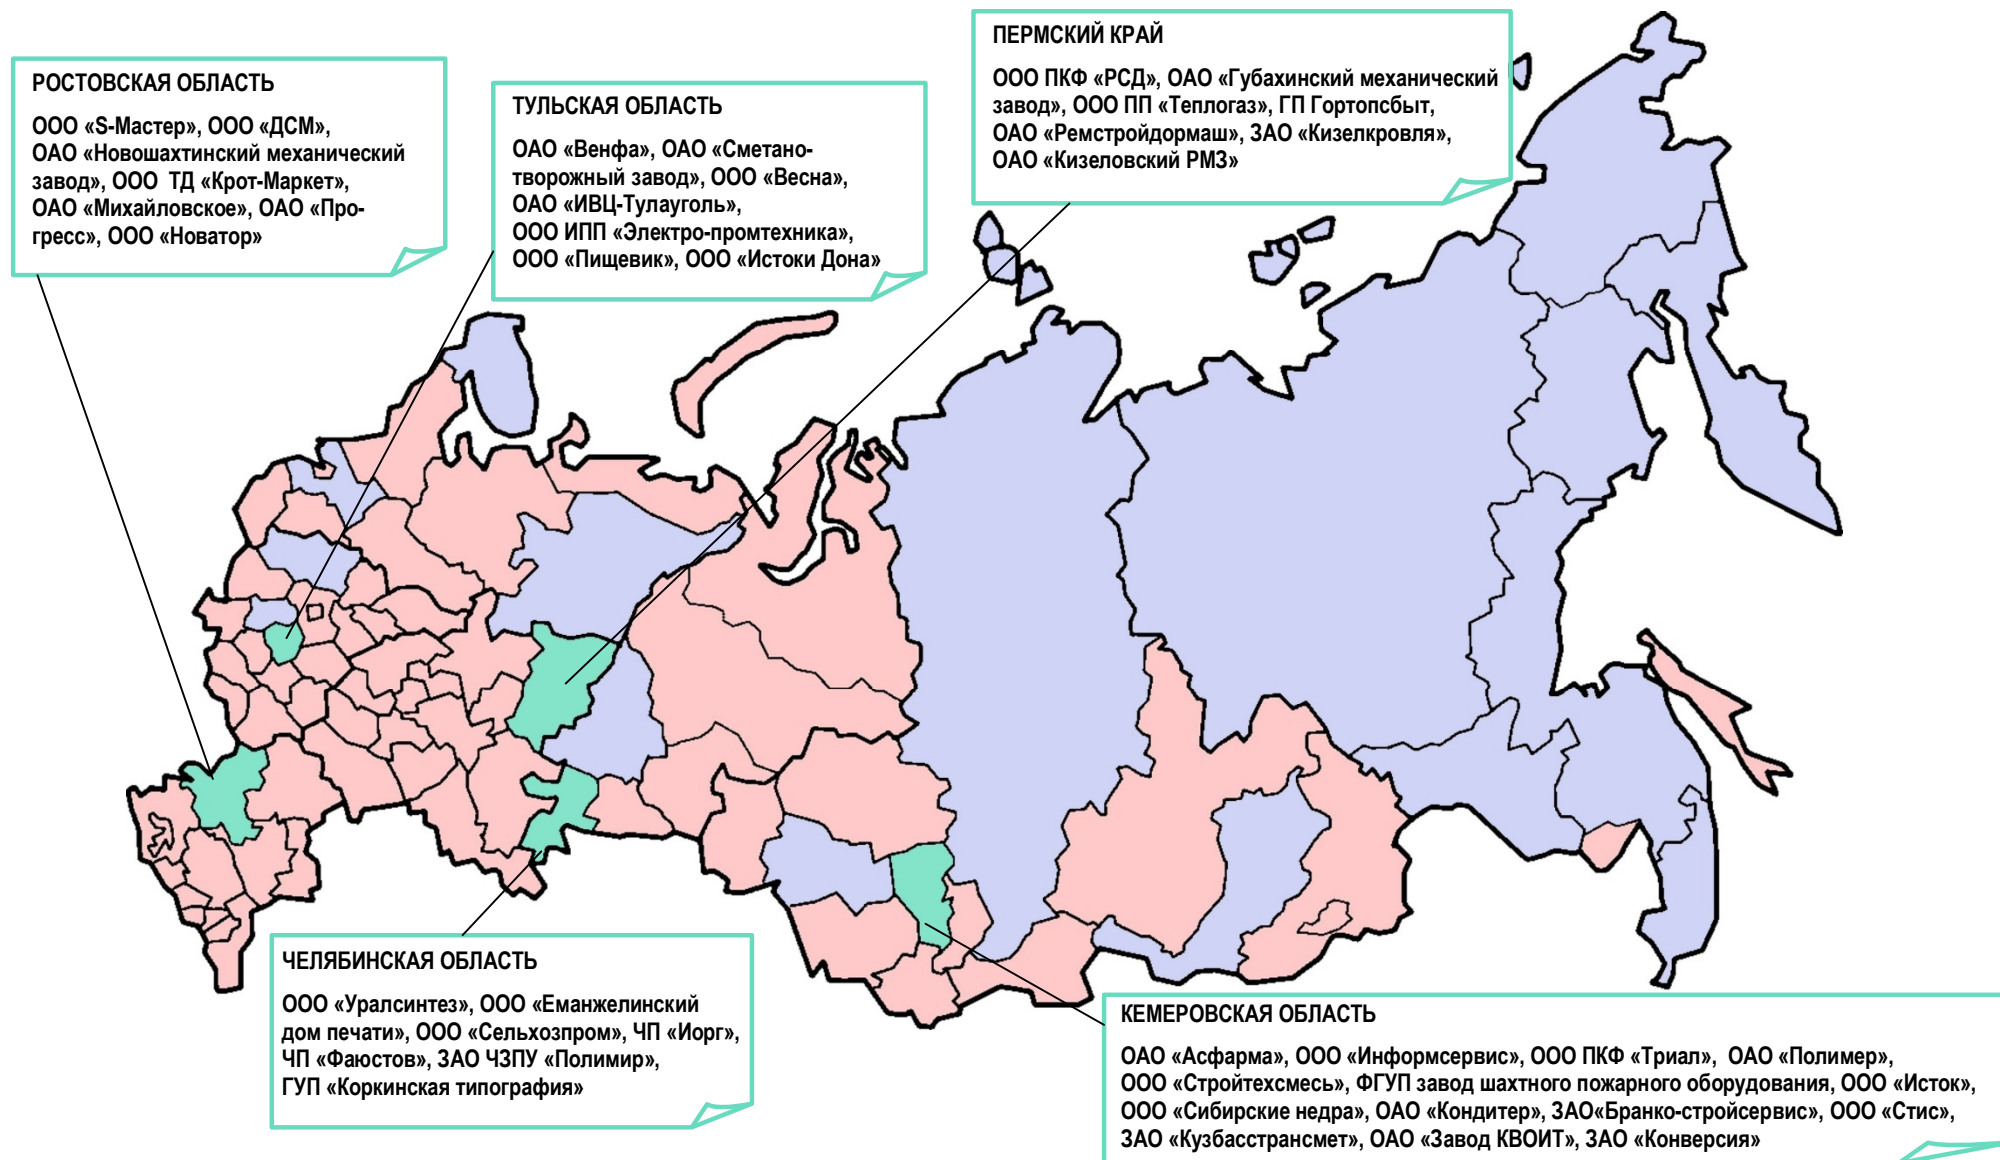 РОСТОВСКАЯ ОБЛАСТЬ
ООО «S-Мастер», ООО «ДСМ»,
ОАО «Новошахтинский механический
завод», ООО ТД «Крот-Маркет»,
ОАО «Михайловское», ОАО «Про-
гресс», ООО «Новатор»
ТУЛЬСКАЯ ОБЛАСТЬ
ОАО «Венфа», ОАО «Сметано-
творожный завод», ООО «Весна»,
ОАО «ИВЦ-Тулауголь»,
ООО ИПП «Электро-промтехника»,
ООО «Пищевик», ООО «Истоки Дона»
ПЕРМСКИЙ КРАЙ
ООО ПКФ «РСД», ОАО «Губахинский механический
завод», ООО ПП «Теплогаз», ГП Гортопсбыт,
ОАО «Ремстройдормаш», ЗАО «Кизелкровля»,
ОАО «Кизеловский РМЗ»
ЧЕЛЯБИНСКАЯ ОБЛАСТЬ
ООО «Уралсинтез», ООО «Еманжелинский
дом печати», ООО «Сельхозпром», ЧП «Иорг»,
ЧП «Фаюстов», ЗАО ЧЗПУ «Полимир»,
ГУП «Коркинская типография»
КЕМЕРОВСКАЯ ОБЛАСТЬ
ОАО «Асфарма», ООО «Информсервис», ООО ПКФ «Триал», ОАО «Полимер»,
ООО «Стройтехсмесь», ФГУП завод шахтного пожарного оборудования, ООО «Исток»,
ООО «Сибирские недра», ОАО «Кондитер», ЗАО«Бранко-стройсервис», ООО «Стис»,
ЗАО «Кузбасстрансмет», ОАО «Завод КВОИТ», ЗАО «Конверсия»